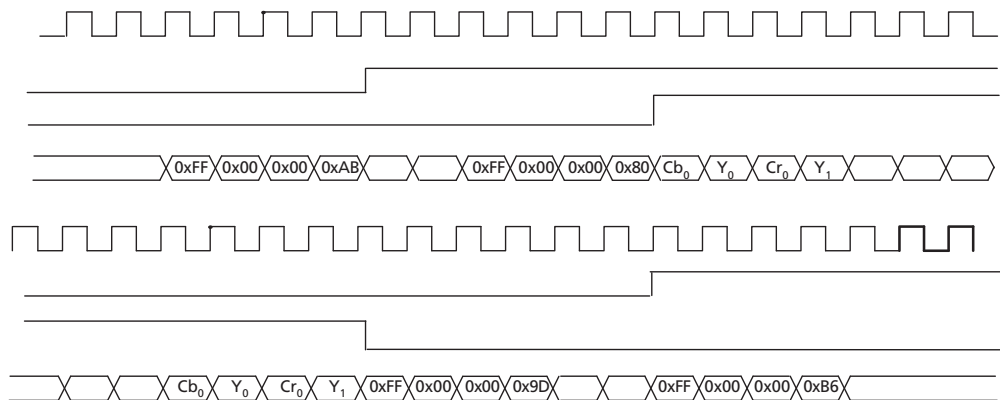 0xFF 0x00 0x00 0xAB 0xFF 0x00 0x00 0x80 Cb₀ Y₀ Cr₀ Y₁
Cb₀ Y₀ Cr₀ Y₁ 0xFF 0x00 0x00 0x9D 0xFF 0x00 0x00 0xB6